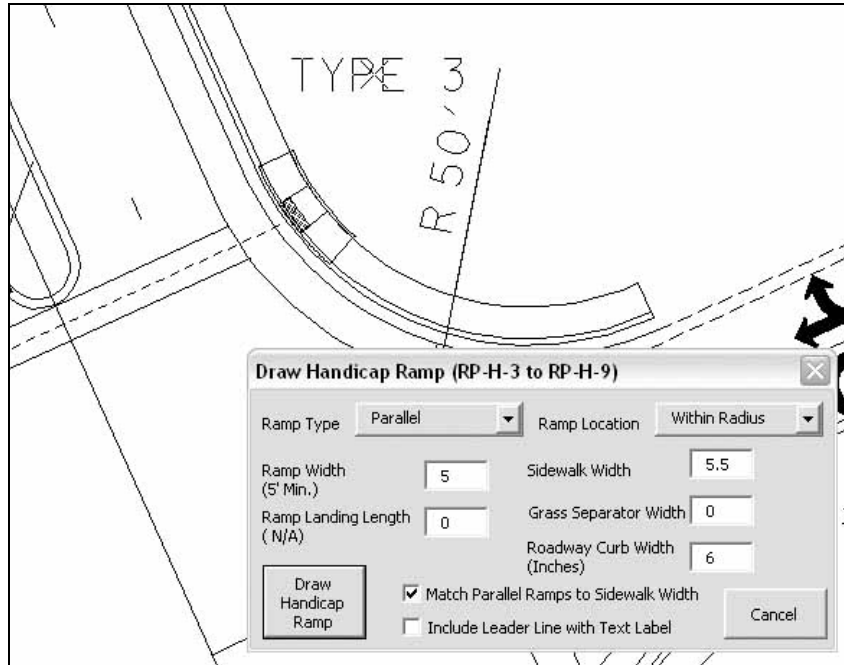 TYPE 3
R 50'
Draw Handicap Ramp (RP-H-3 to RP-H-9)
Ramp Type Parallel Ramp Location Within Radius
Ramp Width
(5' Min.) 5 Sidewalk Width 5.5
Ramp Landing Length
( N/A) 0 Grass Separator Width 0
Roadway Curb Width
(Inches) 6
Draw
Handicap
Ramp
Match Parallel Ramps to Sidewalk Width
Include Leader Line with Text Label
Cancel